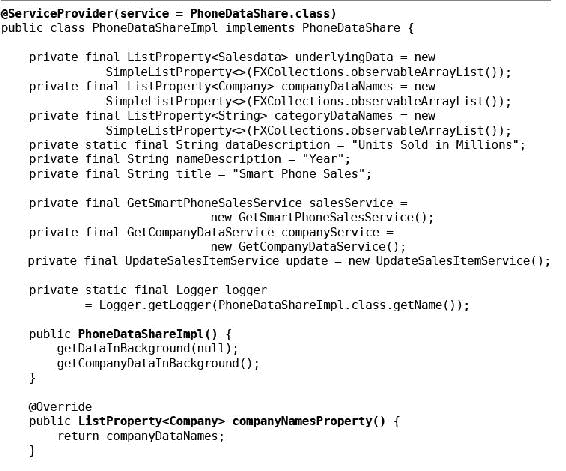 @ServiceProvider(service = PhoneDataShare.class)
public class PhoneDataShareImpl implements PhoneDataShare {
    private final ListProperty<Salesdata> underlyingData = new
               SimpleListProperty<>(FXCollections.observableArrayList());
    private final ListProperty<Company> companyDataNames = new
               SimpleListProperty<>(FXCollections.observableArrayList());
    private final ListProperty<String> categoryDataNames = new
               SimpleListProperty<>(FXCollections.observableArrayList());
    private static final String dataDescription = "Units Sold in Millions";
    private final String nameDescription = "Year";
    private final String title = "Smart Phone Sales";
    private final GetSmartPhoneSalesService salesService =
                              new GetSmartPhoneSalesService();
    private final GetCompanyDataService companyService =
                              new GetCompanyDataService();
    private final UpdateSalesItemService update = new UpdateSalesItemService();
    private static final Logger logger
            = Logger.getLogger(PhoneDataShareImpl.class.getName());
    public PhoneDataShareImpl() {
        getDataInBackground(null);
        getCompanyDataInBackground();
    }
    @Override
    public ListProperty<Company> companyNamesProperty() {
        return companyDataNames;
    }